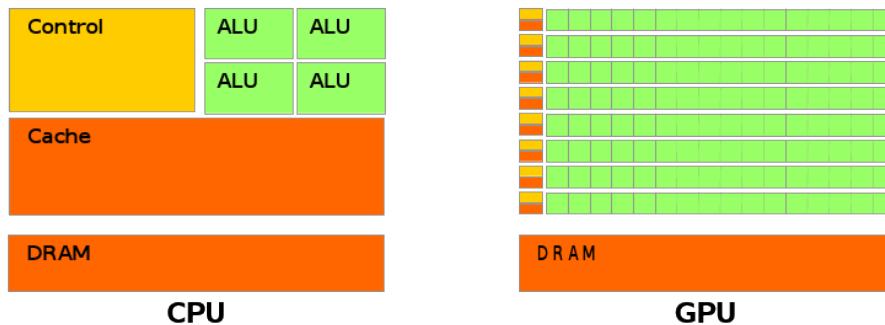 Control
ALU ALU
ALU ALU
Cache
DRAM
CPU
DRAM
GPU